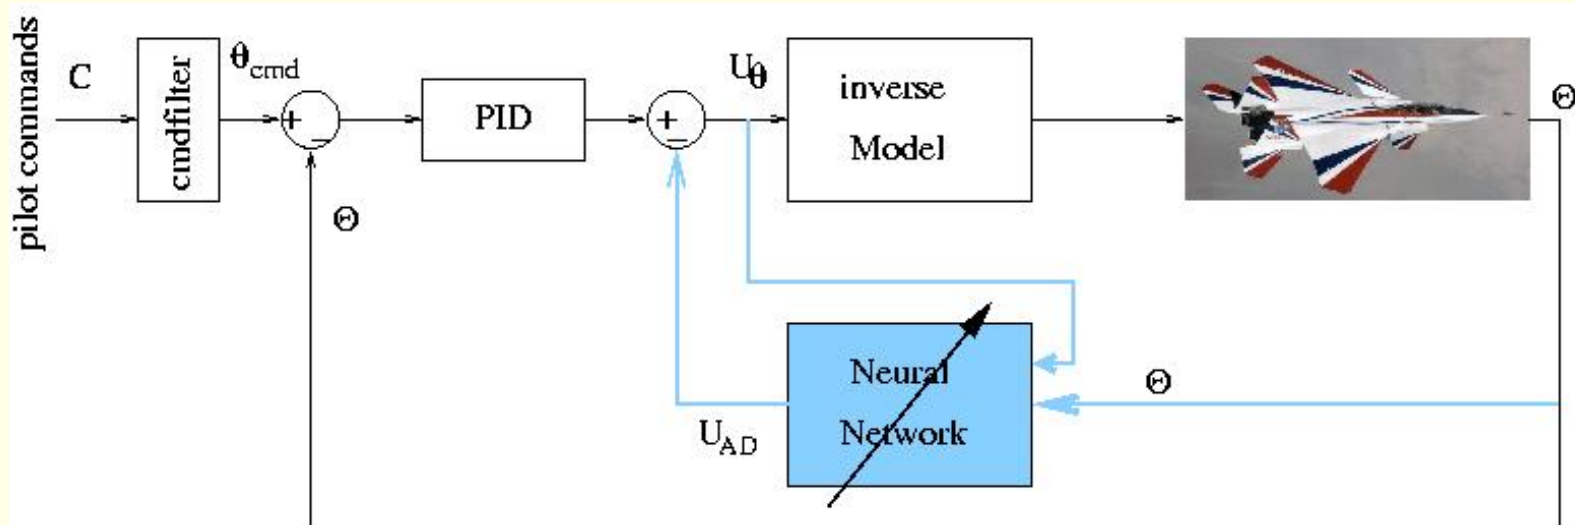 pilot commands
C
cmdfilter
θcmd
+
−
PID
+
−
Uθ
inverse
Model
Θ
Θ
Neural
Network
Θ
UAD